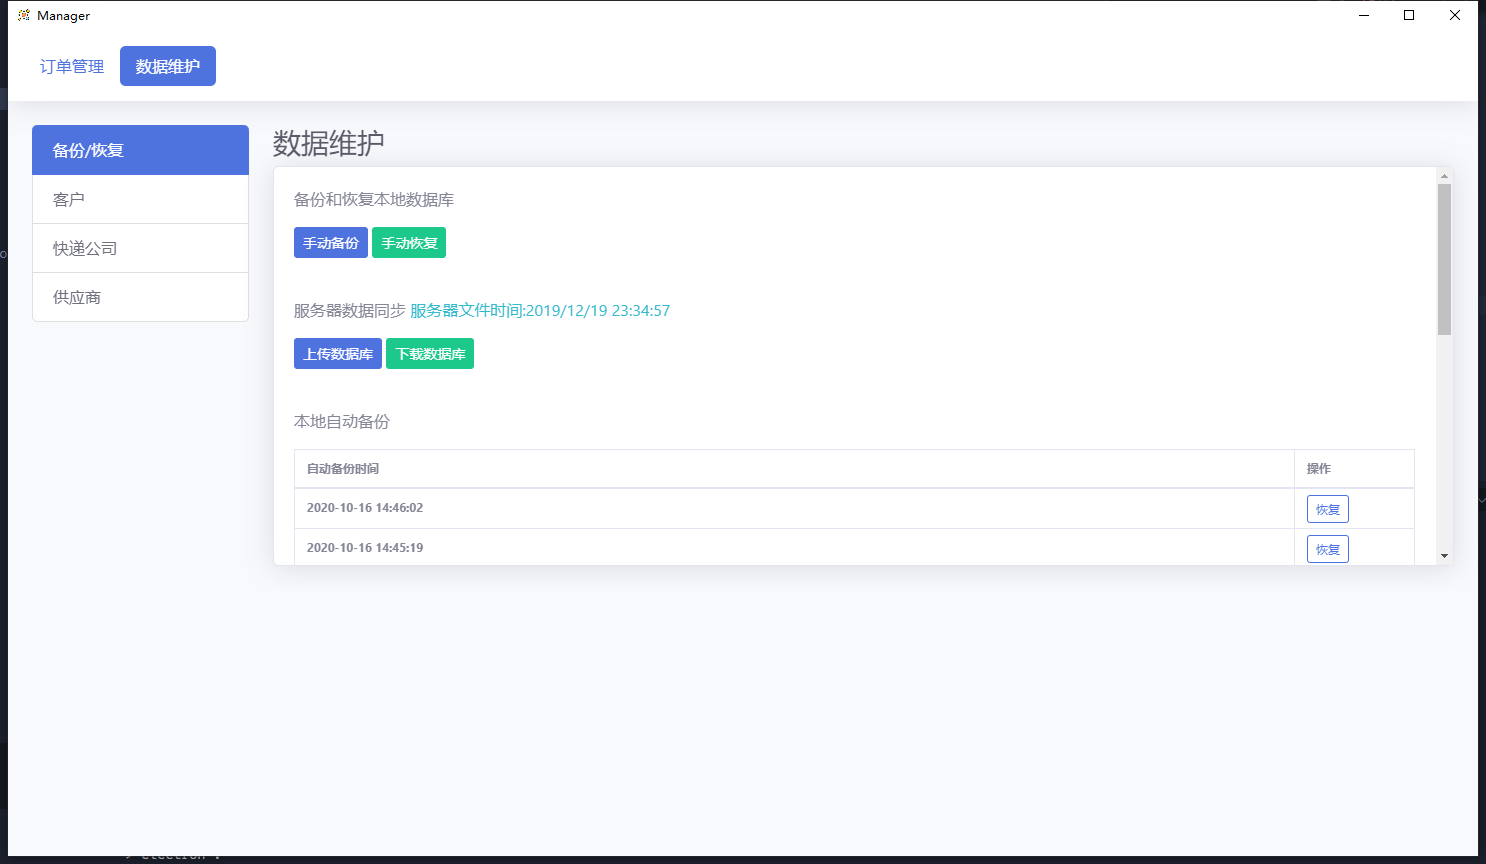 Manager
订单管理 数据维护
备份/恢复
客户
快递公司
供应商
数据维护
备份和恢复本地数据库
手动备份 手动恢复
服务器数据同步 服务器文件时间:2019/12/19 23:34:57
上传数据库 下载数据库
本地自动备份
自动备份时间 操作
2020-10-16 14:46:02 恢复
2020-10-16 14:45:19 恢复